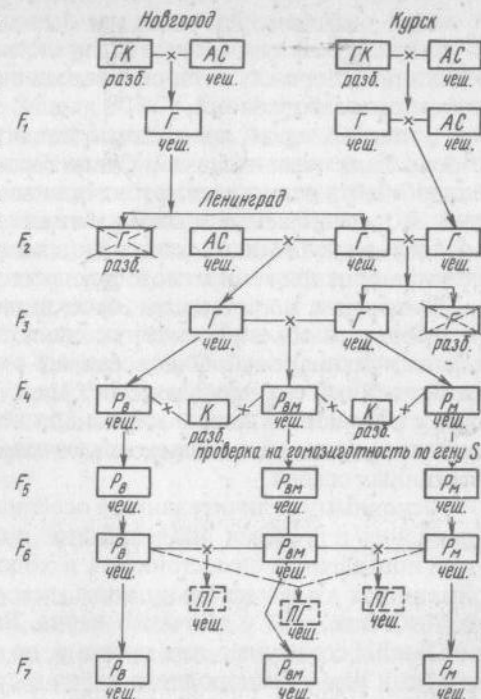 Новгород Курск
ГК × АС ГК × АС
разб. чеш. разб. чеш.
F₁ Г Г × АС
чеш. чеш. чеш.
Ленинград
F₂ Г АС × Г Г
разб. чеш. чеш. чеш.
F₃ Г × Г Г
чеш. чеш. разб.
F₄ Рв × К × Рвм × К × Рм
чеш. разб. чеш. разб. чеш.
проверка на гомозиготность по гену S
F₅ Рв Рвм Рм
чеш. чеш. чеш.
F₆ Рв × Рвм × Рм
чеш. чеш. чеш.
ПГ ПГ ПГ
чеш. чеш. чеш.
F₇ Рв Рвм Рм
чеш. чеш. чеш.